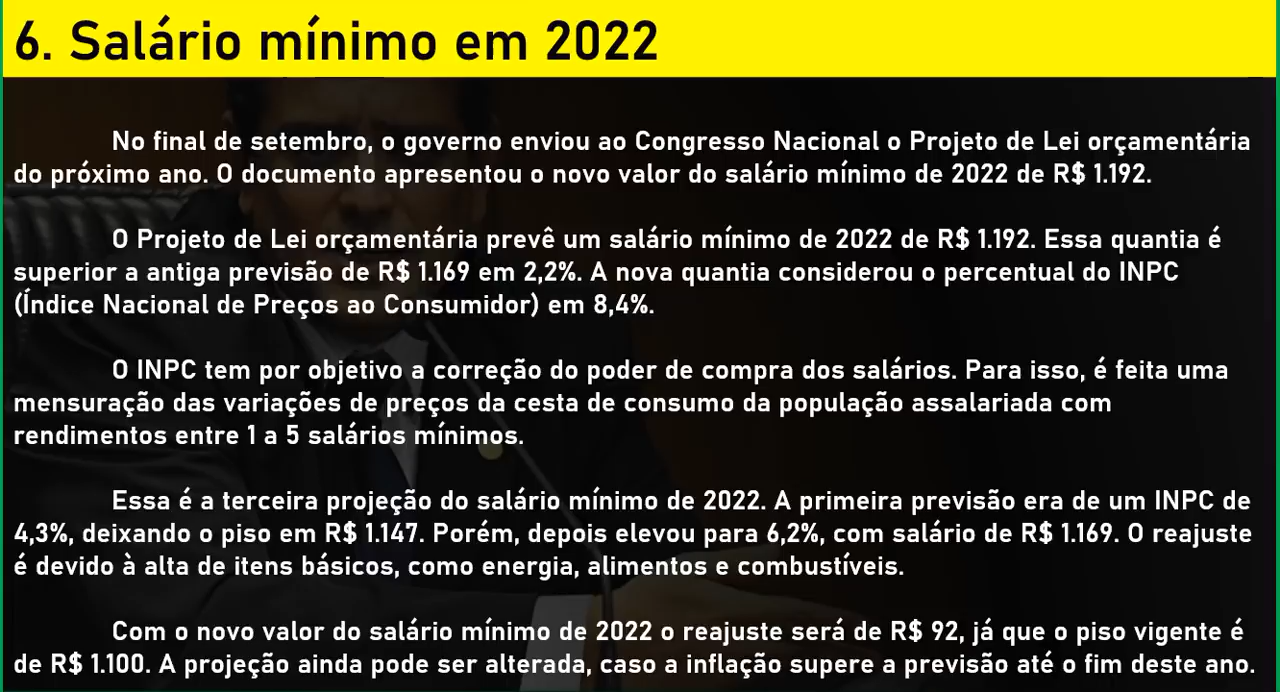 6. Salário mínimo em 2022
No final de setembro, o governo enviou ao Congresso Nacional o Projeto de Lei orçamentária
do próximo ano. O documento apresentou o novo valor do salário mínimo de 2022 de R$ 1.192.
O Projeto de Lei orçamentária prevê um salário mínimo de 2022 de R$ 1.192. Essa quantia é
superior a antiga previsão de R$ 1.169 em 2,2%. A nova quantia considerou o percentual do INPC
(Índice Nacional de Preços ao Consumidor) em 8,4%.
O INPC tem por objetivo a correção do poder de compra dos salários. Para isso, é feita uma
mensuração das variações de preços da cesta de consumo da população assalariada com
rendimentos entre 1 a 5 salários mínimos.
Essa é a terceira projeção do salário mínimo de 2022. A primeira previsão era de um INPC de
4,3%, deixando o piso em R$ 1.147. Porém, depois elevou para 6,2%, com salário de R$ 1.169. O reajuste
é devido à alta de itens básicos, como energia, alimentos e combustíveis.
Com o novo valor do salário mínimo de 2022 o reajuste será de R$ 92, já que o piso vigente é
de R$ 1.100. A projeção ainda pode ser alterada, caso a inflação supere a previsão até o fim deste ano.